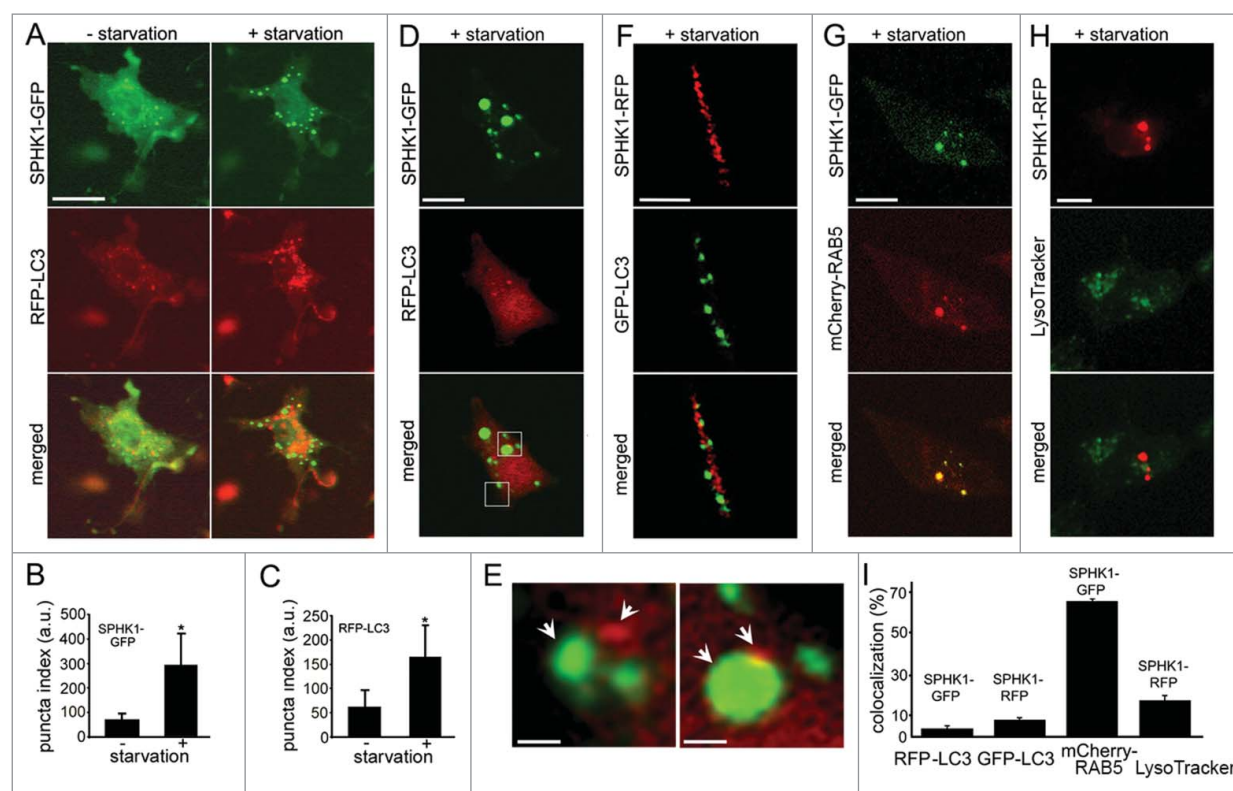 A
- starvation
+ starvation
SPHK1-GFP
RFP-LC3
merged
D
+ starvation
SPHK1-GFP
RFP-LC3
merged
F
+ starvation
SPHK1-RFP
GFP-LC3
merged
G
+ starvation
SPHK1-GFP
mCherry-RAB5
merged
H
+ starvation
SPHK1-RFP
LysoTracker
merged
B
puncta index (a.u.)
500
400
300
200
100
0
SPHK1-
GFP
*
- +
starvation
C
puncta index (a.u.)
250
200
150
100
50
0
RFP-LC3
*
- +
starvation
E
I
colocalization (%)
70
50
30
10
0
SPHK1-
GFP
SPHK1-
RFP
SPHK1-
GFP
SPHK1-
RFP
RFP-LC3
GFP-LC3
mCherry-
RAB5
LysoTracker